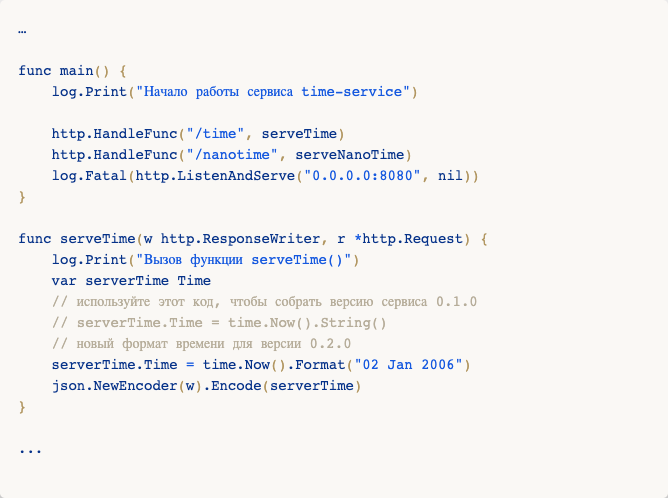 …
func main() {
    log.Print("Начало работы сервиса time-service")
    http.HandleFunc("/time", serveTime)
    http.HandleFunc("/nanotime", serveNanoTime)
    log.Fatal(http.ListenAndServe("0.0.0.0:8080", nil))
}
func serveTime(w http.ResponseWriter, r *http.Request) {
    log.Print("Вызов функции serveTime()")
    var serverTime Time
    // используйте этот код, чтобы собрать версию сервиса 0.1.0
    // serverTime.Time = time.Now().String()
    // новый формат времени для версии 0.2.0
    serverTime.Time = time.Now().Format("02 Jan 2006")
    json.NewEncoder(w).Encode(serverTime)
}
...